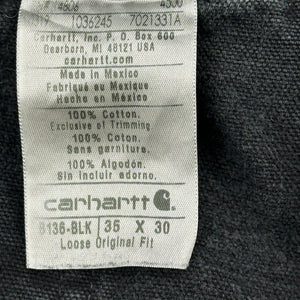 1036245 7021331A
Carhartt, Inc. P.O. Box 600
Dearborn, MI 48121 USA
carhartt.com
Made in Mexico
Fabriqué au Mexique
Hecho en México
100% Cotton.
Exclusive of Trimming
100% Coton.
Sans garniture.
100% Algodón.
Sin incluir adorno.
carhartt
B136-BLK 35 X 30
Loose Original Fit